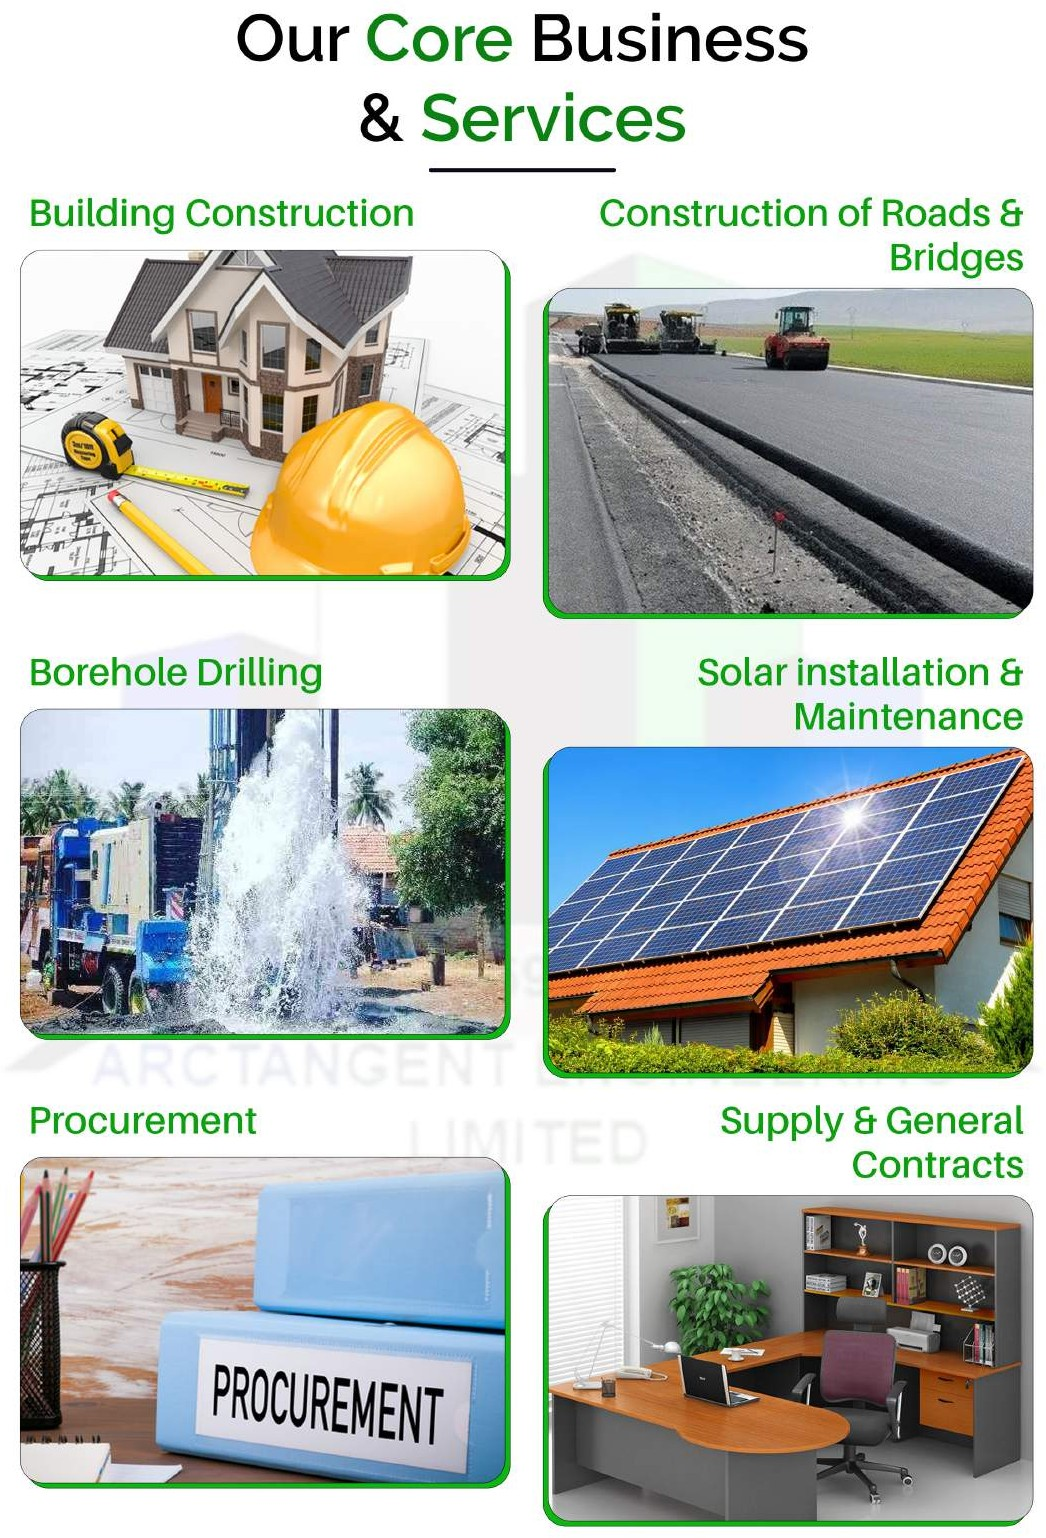 Our Core Business
& Services
Building Construction
Construction of Roads &
Bridges
Borehole Drilling
Solar installation &
Maintenance
ARCTANGENT ENGINEERING
LIMITED
Procurement
Supply & General
Contracts
PROCUREMENT